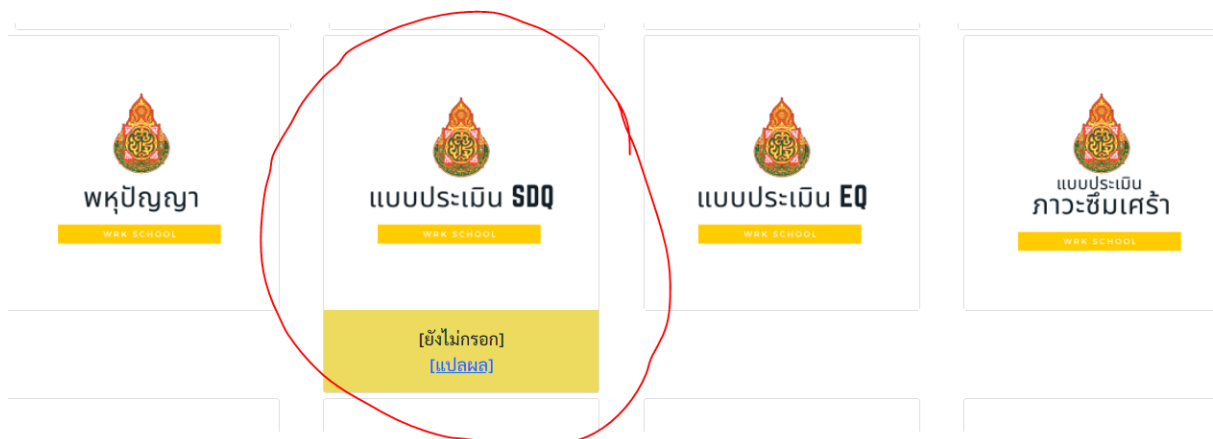 พหุปัญญา
WRK SCHOOL
แบบประเมิน SDQ
WRK SCHOOL
[ยังไม่กรอก]
[แปลผล]
แบบประเมิน EQ
WRK SCHOOL
แบบประเมิน
ภาวะซึมเศร้า
WRK SCHOOL